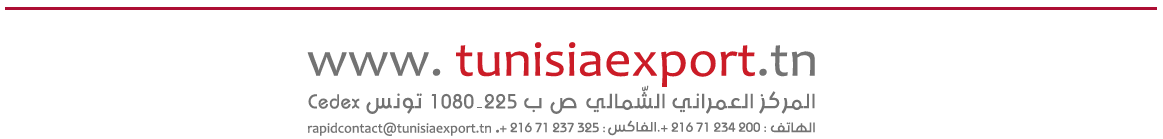 www. tunisiaexport.tn
المركز العمراني الشّمالي ص ب 225-1080 تونس Cedex
الهاتف : 200 234 71 216 +.الفاكس : 325 237 71 216 +. rapidcontact@tunisiaexport.tn